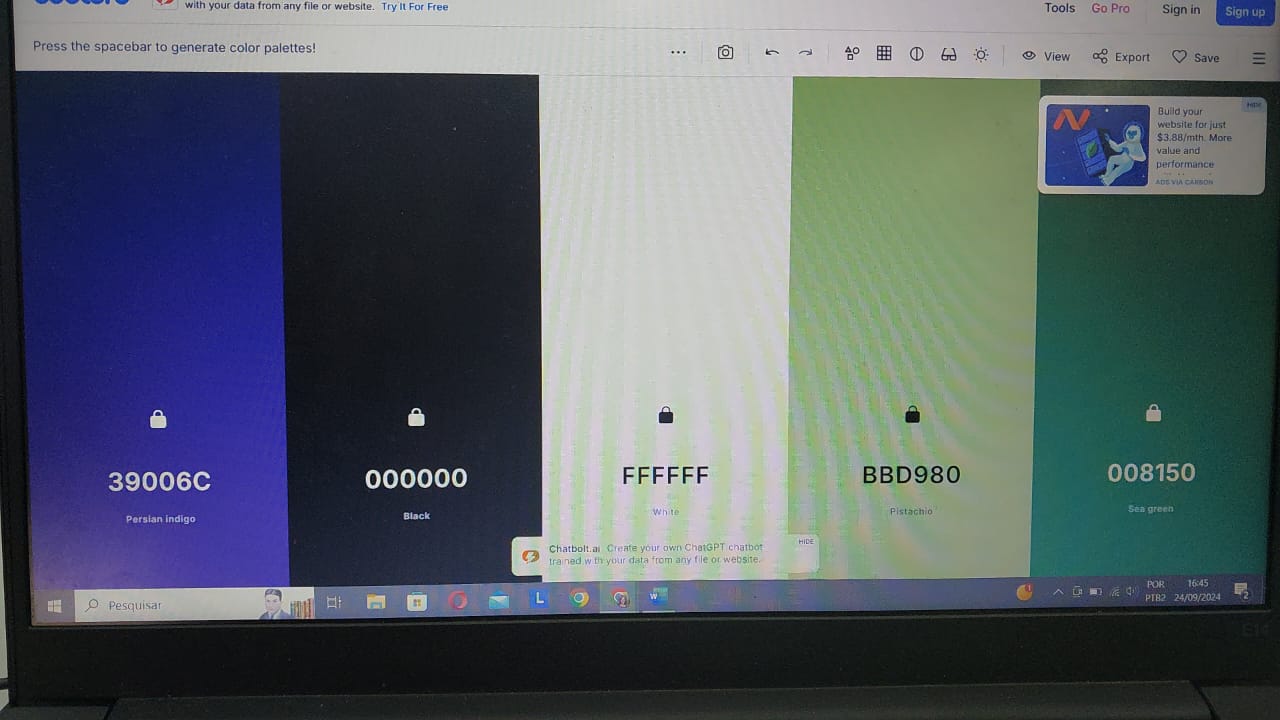 with your data from any file or website. Try It For Free
Tools Go Pro Sign in Sign up
Press the spacebar to generate color palettes!
View Export Save
HIDE
Build your
website for just
$3.88/mth. More
value and
performance
ADS VIA CARBON
39006C
Persian indigo
000000
Black
FFFFFF
White
BBD980
Pistachio
008150
Sea green
Chatbolt.ai Create your own ChatGPT chatbot
trained with your data from any file or website.
HIDE
Pesquisar
POR
PTB2
16:45
24/09/2024
2